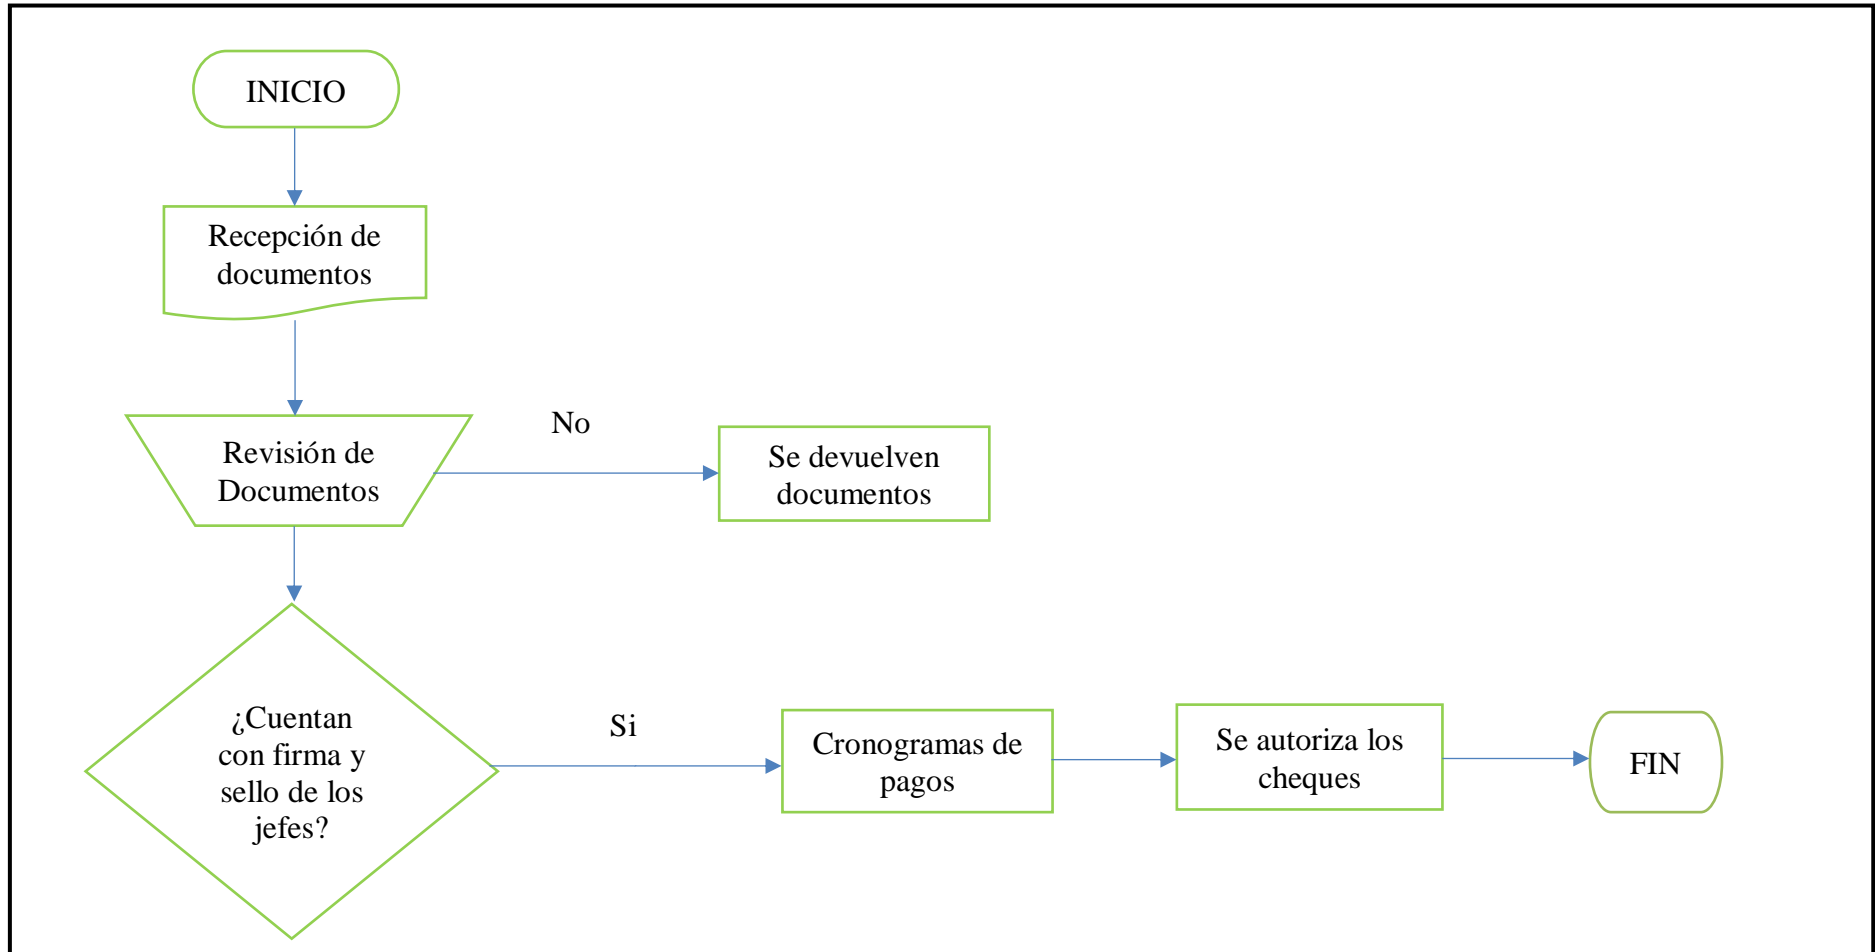 INICIO
Recepción de
documentos
Revisión de
Documentos
No
Se devuelven
documentos
¿Cuentan
con firma y
sello de los
jefes?
Si
Cronogramas de
pagos
Se autoriza los
cheques
FIN